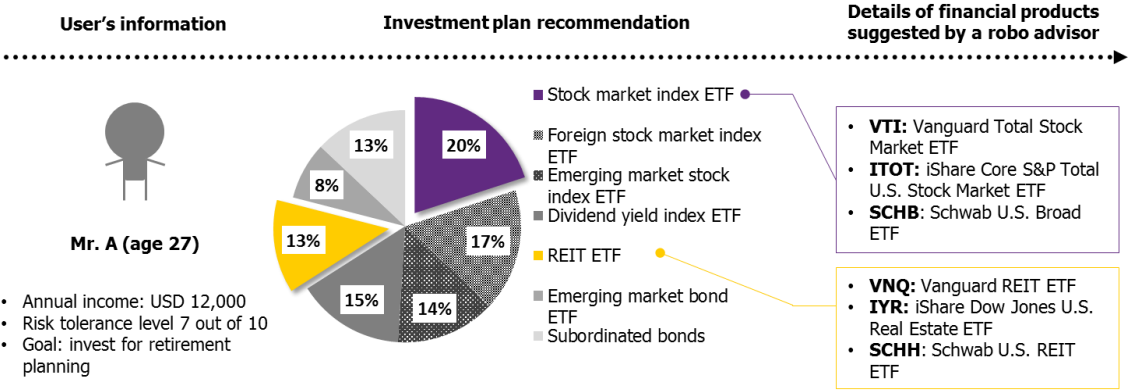 User's information
Investment plan recommendation
Details of financial products
suggested by a robo advisor
Mr. A (age 27)
• Annual income: USD 12,000
• Risk tolerance level 7 out of 10
• Goal: invest for retirement
planning
20%
17%
14%
15%
13%
8%
13%
Stock market index ETF
Foreign stock market index
ETF
Emerging market stock
index ETF
Dividend yield index ETF
REIT ETF
Emerging market bond
ETF
Subordinated bonds
• VTI: Vanguard Total Stock
Market ETF
• ITOT: iShare Core S&P Total
U.S. Stock Market ETF
• SCHB: Schwab U.S. Broad
ETF
• VNQ: Vanguard REIT ETF
• IYR: iShare Dow Jones U.S.
Real Estate ETF
• SCHH: Schwab U.S. REIT
ETF